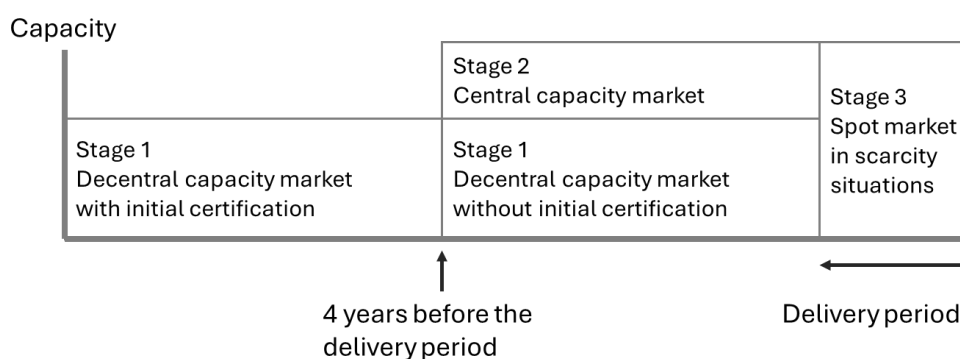 Capacity
Stage 2
Central capacity market
Stage 1
Decentral capacity market
with initial certification
Stage 1
Decentral capacity market
without initial certification
Stage 3
Spot market
in scarcity
situations
4 years before the
delivery period
Delivery period